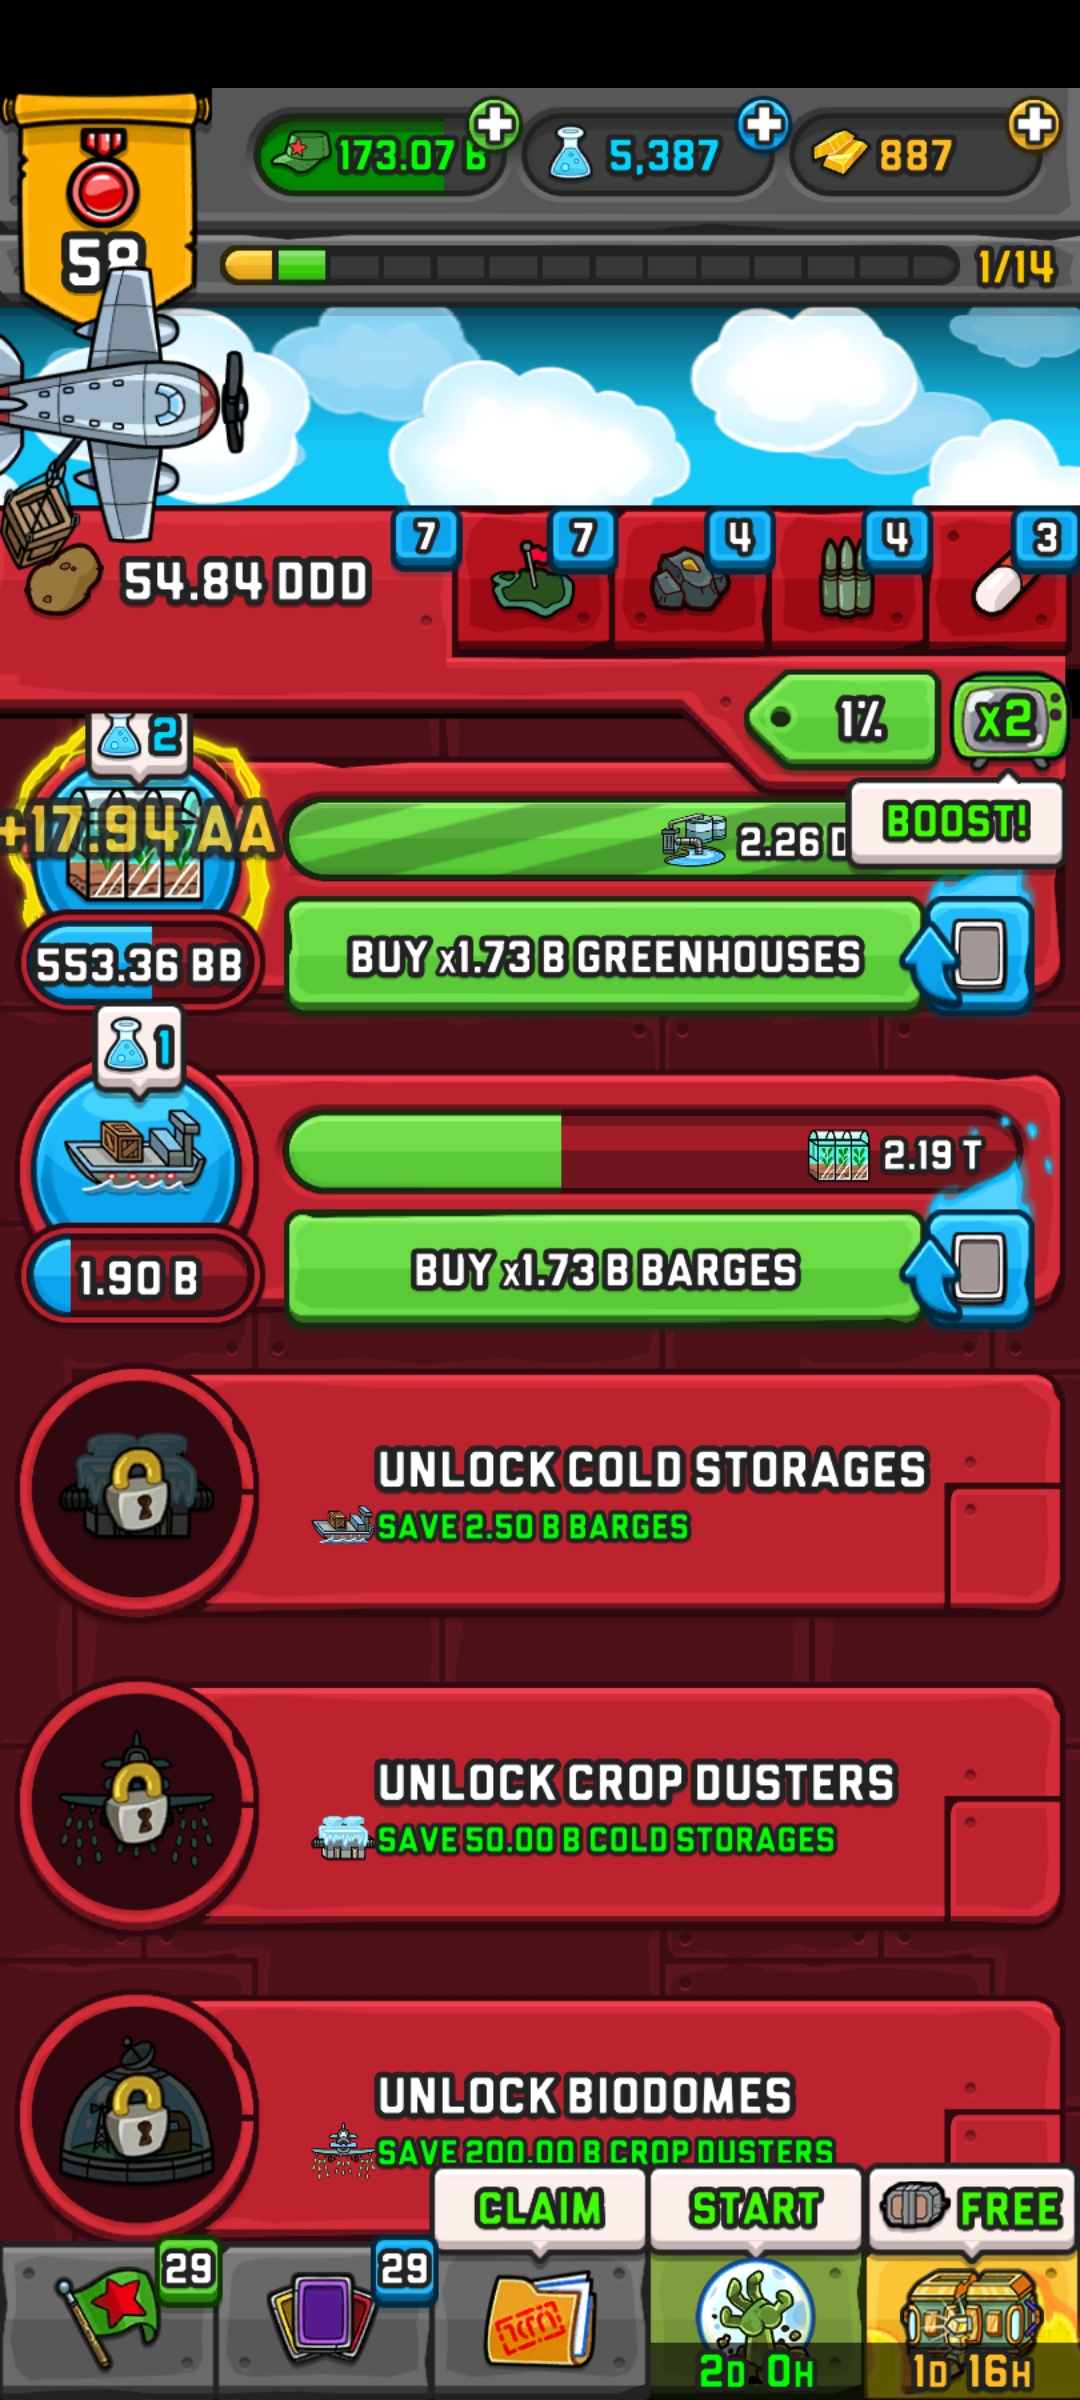 173.07 B
5,387
887
58
1/14
54.84 DDD
7
7
4
4
3
1%
x2
BOOST!
2
+17.94 AA
2.26
553.36 BB
BUY x1.73 B GREENHOUSES
1
2.19 T
1.90 B
BUY x1.73 B BARGES
UNLOCK COLD STORAGES
SAVE 2.50 B BARGES
UNLOCK CROP DUSTERS
SAVE 50.00 B COLD STORAGES
UNLOCK BIODOMES
SAVE 200.00 B CROP DUSTERS
CLAIM
START
FREE
29
29
2D 0H
1D 16H